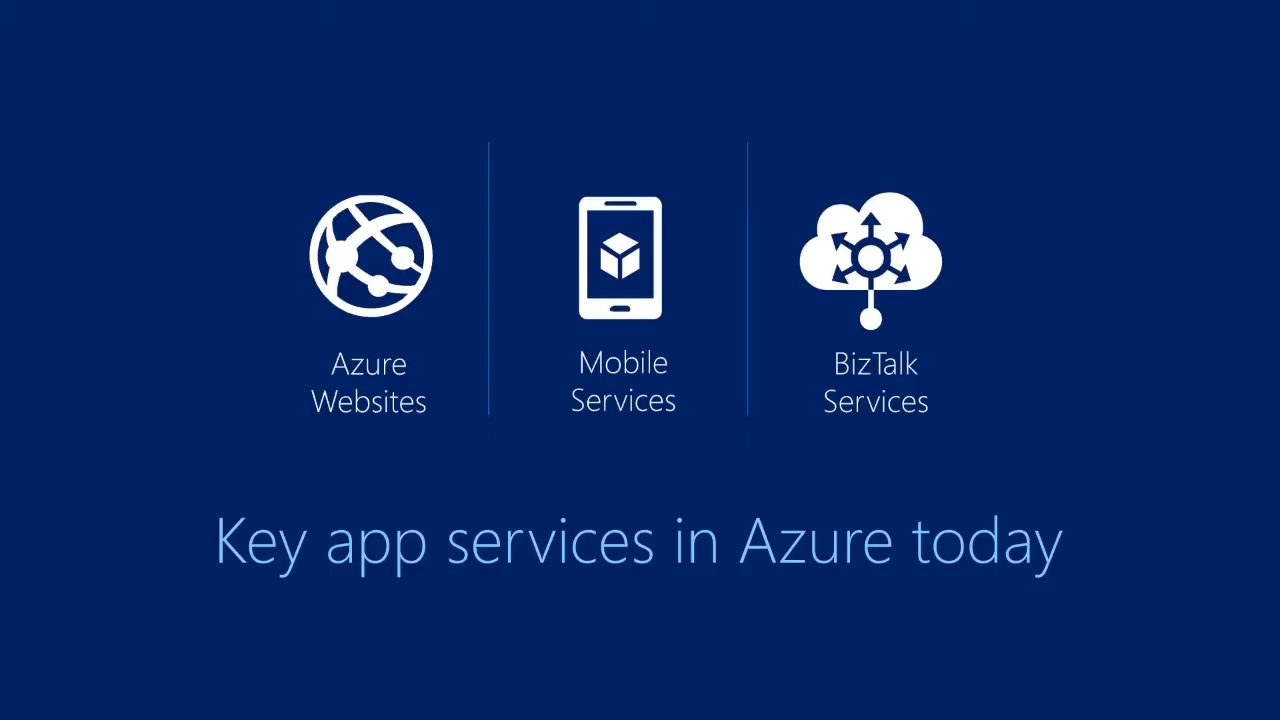 Azure
Websites
Mobile
Services
BizTalk
Services
Key app services in Azure today